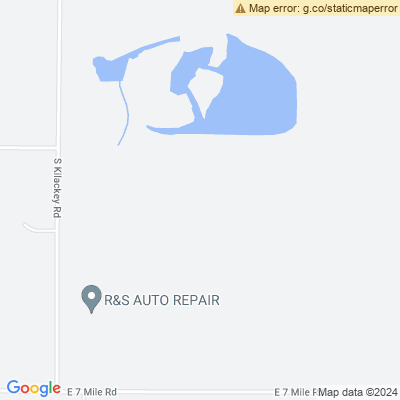 Map error: g.co/staticmaperror
S Kilackey Rd
R&S AUTO REPAIR
Google
E 7 Mile Rd
E 7 Mile R
Map data ©2024